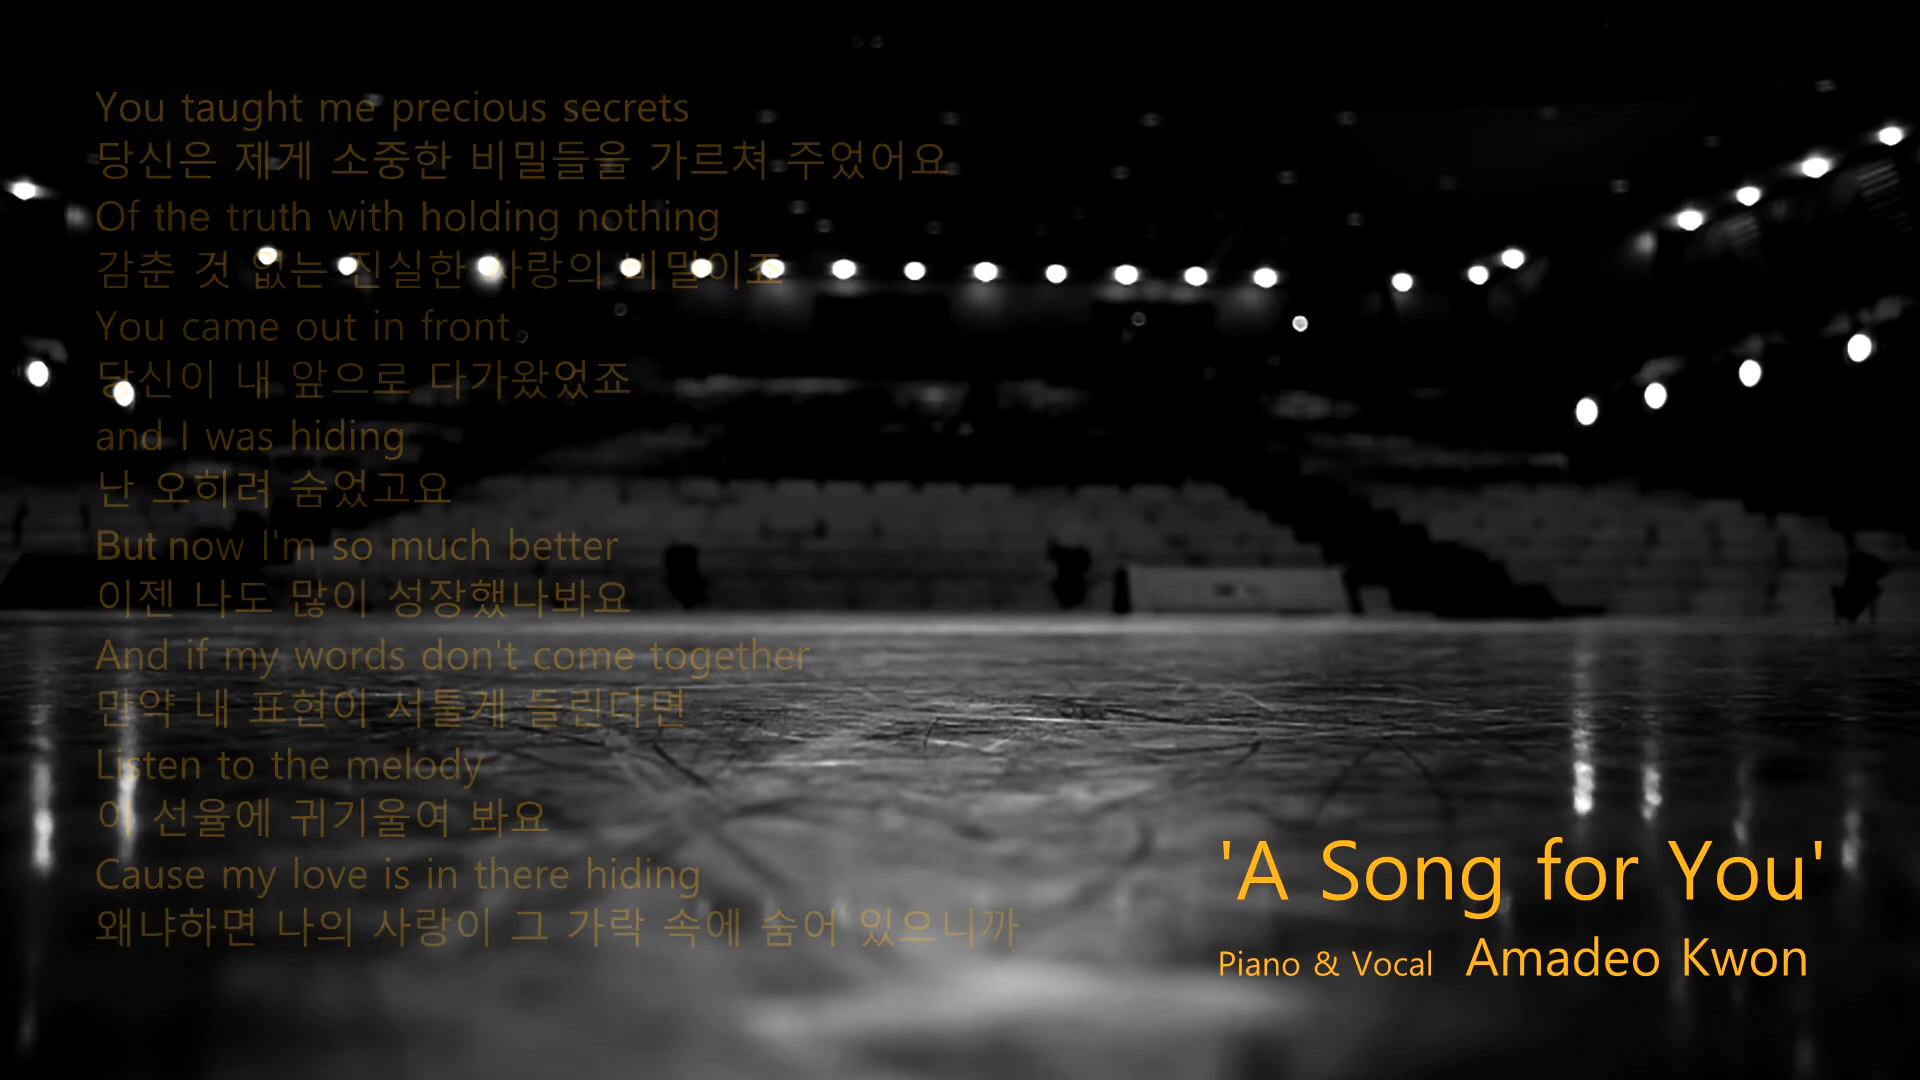 You taught me precious secrets
당신은 제게 소중한 비밀들을 가르쳐 주었어요
Of the truth with holding nothing
감춘 것 없는 진실한 사랑의 비밀이죠
You came out in front
당신이 내 앞으로 다가왔었죠
and I was hiding
난 오히려 숨었고요
But now I'm so much better
이젠 나도 많이 성장했나봐요
And if my words don't come together
만약 내 표현이 서툴게 들린다면
Listen to the melody
이 선율에 귀기울여 봐요
Cause my love is in there hiding
왜냐하면 나의 사랑이 그 가락 속에 숨어 있으니까
'A Song for You'
Piano & Vocal Amadeo Kwon